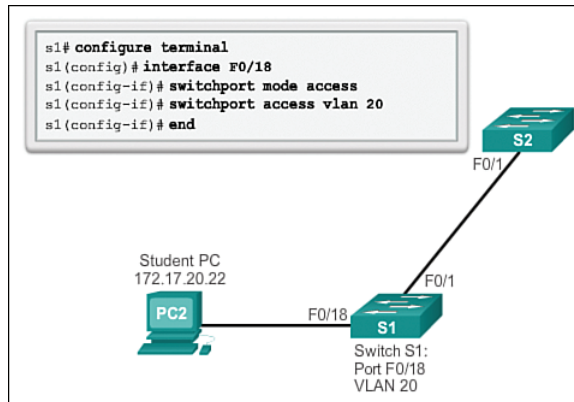 s1# configure terminal
s1(config)# interface F0/18
s1(config-if)# switchport mode access
s1(config-if)# switchport access vlan 20
s1(config-if)# end
S2
F0/1
Student PC
172.17.20.22
F0/1
PC2
F0/18
S1
Switch S1:
Port F0/18
VLAN 20